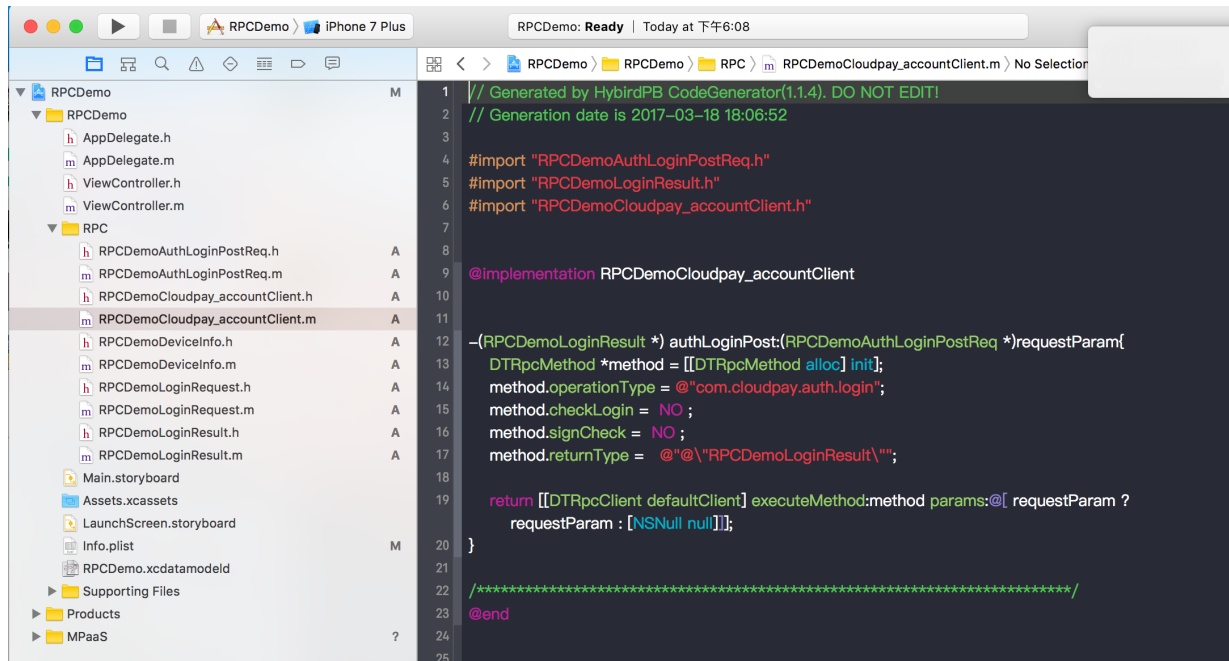 RPCDemo
iPhone 7 Plus
RPCDemo: Ready | Today at 下午6:08
RPCDemo
RPCDemo
RPC
m RPCDemoCloudpay_accountClient.m
No Selection
RPCDemo M
RPCDemo
h AppDelegate.h
m AppDelegate.m
h ViewController.h
m ViewController.m
RPC
h RPCDemoAuthLoginPostReq.h A
m RPCDemoAuthLoginPostReq.m A
h RPCDemoCloudpay_accountClient.h A
m RPCDemoCloudpay_accountClient.m A
h RPCDemoDeviceInfo.h A
m RPCDemoDeviceInfo.m A
h RPCDemoLoginRequest.h A
m RPCDemoLoginRequest.m A
h RPCDemoLoginResult.h A
m RPCDemoLoginResult.m A
Main.storyboard
Assets.xcassets
LaunchScreen.storyboard
Info.plist M
RPCDemo.xcdatamodeld
Supporting Files
Products
MPaaS ?
1 // Generated by HybirdPB CodeGenerator(1.1.4). DO NOT EDIT!
2 // Generation date is 2017-03-18 18:06:52
3
4 #import "RPCDemoAuthLoginPostReq.h"
5 #import "RPCDemoLoginResult.h"
6 #import "RPCDemoCloudpay_accountClient.h"
7
8
9 @implementation RPCDemoCloudpay_accountClient
10
11
12 -(RPCDemoLoginResult *) authLoginPost:(RPCDemoAuthLoginPostReq *)requestParam{
13 DTRpcMethod *method = [[DTRpcMethod alloc] init];
14 method.operationType = @"com.cloudpay.auth.login";
15 method.checkLogin = NO ;
16 method.signCheck = NO ;
17 method.returnType = @"@\"RPCDemoLoginResult\"";
18
19 return [[DTRpcClient defaultClient] executeMethod:method params:@[ requestParam ?
requestParam : [NSNull null]]];
20 }
21
22 /***************************************************************************/
23 @end
24
25